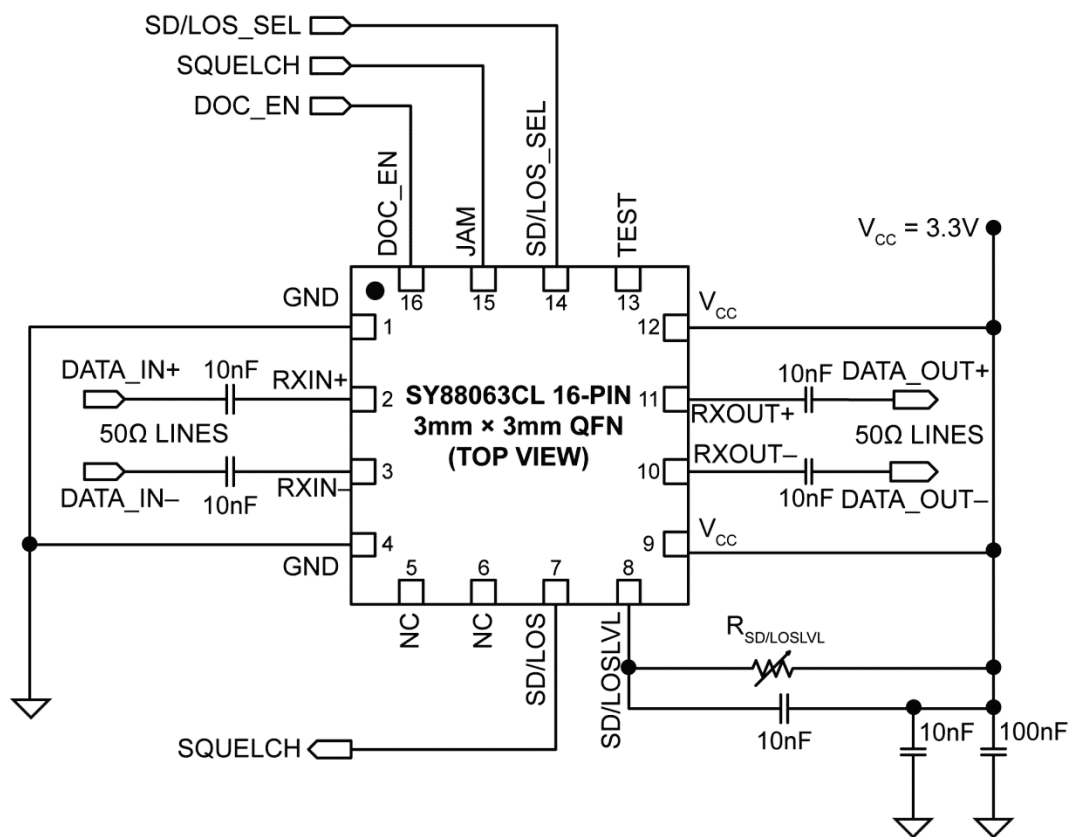 SD/LOS_SEL
SQUELCH
DOC_EN
DOC_EN
JAM
SD/LOS_SEL
TEST
V_CC = 3.3V
GND
16
15
14
13
V_CC
1
12
DATA_IN+
10nF
RXIN+
2
SY88063CL 16-PIN
3mm × 3mm QFN
(TOP VIEW)
11
RXOUT+
10nF
DATA_OUT+
50Ω LINES
50Ω LINES
DATA_IN–
10nF
RXIN–
3
10
RXOUT–
10nF
DATA_OUT–
4
GND
9
V_CC
5
6
7
8
NC
NC
SD/LOS
SD/LOSLVL
R_SD/LOSLVL
10nF
10nF
100nF
SQUELCH